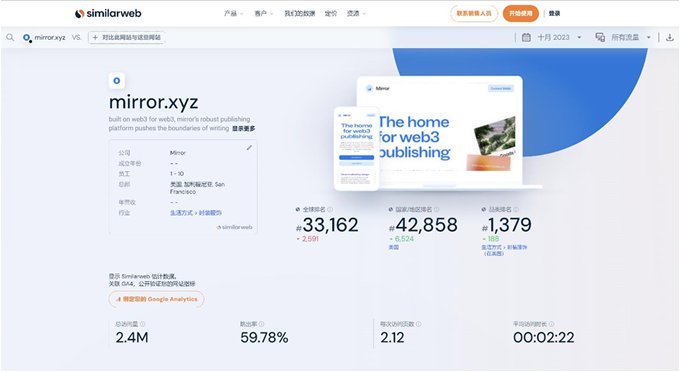 similarweb
产品 客户 我们的数据 定价 资源 联系销售人员 开始使用 登录
mirror.xyz VS. + 对比此网站与这些网站 十月 2023 所有流量
mirror.xyz
built on web3 for web3, mirror's robust publishing
platform pushes the boundaries of writing 显示更多
公司 Mirror
成立年份 - -
员工 1 - 10
总部 美国, 加利福尼亚, San
Francisco
年营收 - -
行业 生活方式 > 时装服饰
similarweb
Mirror
The home
for web3
publishing
Mirror
The home
for web3
publishing
全球排名
#33,162
2,591
国家/地区排名
#42,858
6,524
美国
品类排名
#1,379
188
生活方式 > 时装服饰
(在美国)
显示 Similarweb 估计数据。
关联 GA4，公开验证您的网站指标
绑定您的 Google Analytics
总访问量
2.4M
跳出率
59.78%
每次访问页数
2.12
平均访问时长
00:02:22